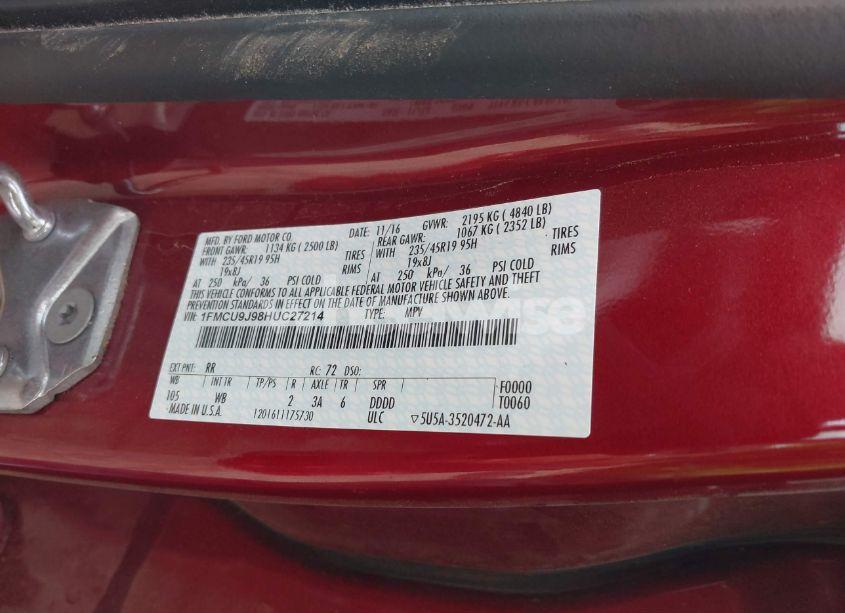 MFD. BY FORD MOTOR CO.
DATE: 11/16 GVWR: 2195 KG ( 4840 LB)
FRONT GAWR: 1134 KG ( 2500 LB) REAR GAWR: 1067 KG ( 2352 LB)
WITH 235/45R19 95H TIRES WITH 235/45R19 95H TIRES
19x8J RIMS 19x8J RIMS
AT 250 kPa/ 36 PSI COLD AT 250 kPa/ 36 PSI COLD
THIS VEHICLE CONFORMS TO ALL APPLICABLE FEDERAL MOTOR VEHICLE SAFETY AND THEFT
PREVENTION STANDARDS IN EFFECT ON THE DATE OF MANUFACTURE SHOWN ABOVE.
VIN: 1FMCU9J98HUC27214 TYPE: MPV
EXT PNT: RR RC: 72 DSO:
WB INT TR TP/PS R AXLE TR SPR F0000
105 WB 2 3A 6 DDDD T0060
MADE IN U.S.A. 1201611175730 ULC ▽5U5A-3520472-AA